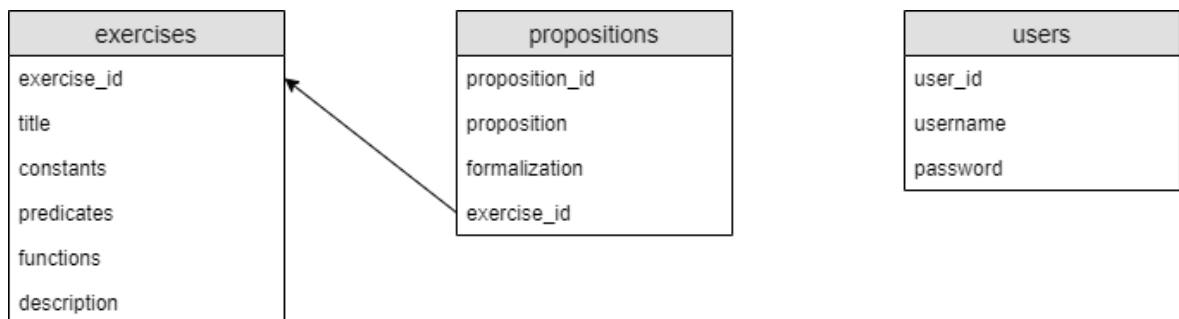 exercises
exercise_id
title
constants
predicates
functions
description
propositions
proposition_id
proposition
formalization
exercise_id
users
user_id
username
password